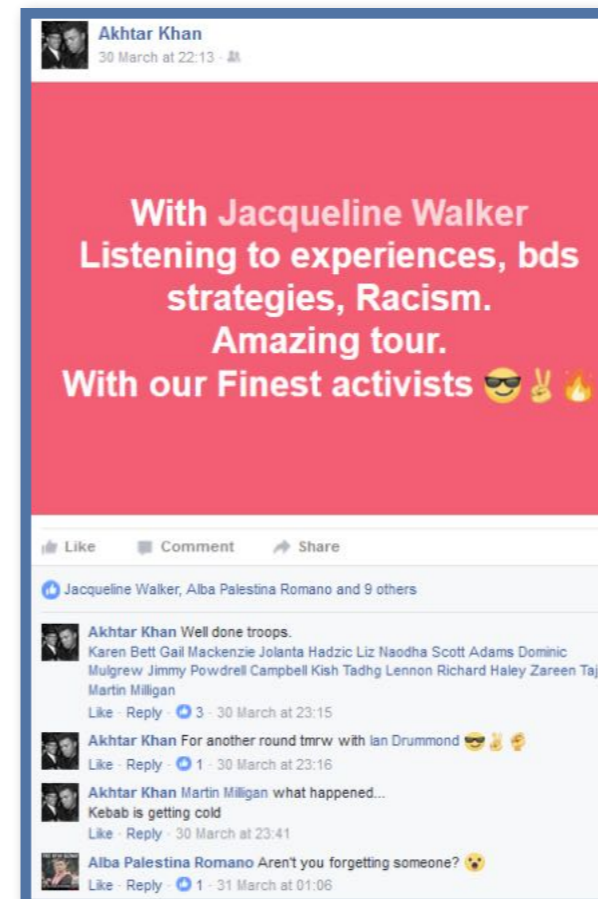 Akhtar Khan
30 March at 22:13 ·
With Jacqueline Walker
Listening to experiences, bds
strategies, Racism.
Amazing tour.
With our Finest activists 😎✌️🔥
Like Comment Share
Jacqueline Walker, Alba Palestina Romano and 9 others
Akhtar Khan Well done troops.
Karen Bett Gail Mackenzie Jolanta Hadzic Liz Naodha Scott Adams Dominic
Mulgrew Jimmy Powdrell Campbell Kish Tadhg Lennon Richard Haley Zareen Taj
Martin Milligan
Like · Reply · 3 · 30 March at 23:15
Akhtar Khan For another round tmrw with Ian Drummond 😎✌️✊
Like · Reply · 1 · 30 March at 23:16
Akhtar Khan Martin Milligan what happened...
Kebab is getting cold
Like · Reply · 30 March at 23:41
Alba Palestina Romano Aren't you forgetting someone? 😮
Like · Reply · 1 · 31 March at 01:06